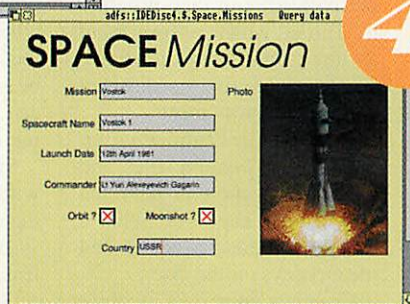 adfs::IDEDisc4.$.Space.Missions Query data
4
SPACE Mission
Mission Vostok Photo
Spacecraft Name Vostok 1
Launch Date 12th April 1961
Commander Lt Yuri Alexeyevich Gagarin
Orbit ? Moonshot ?
Country USSR